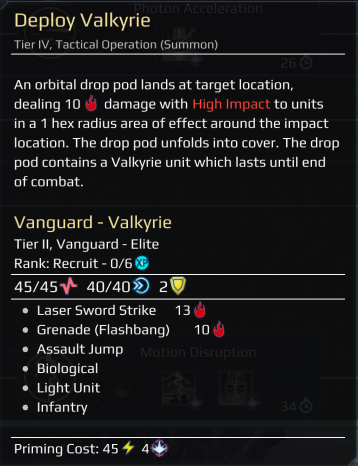 Photon Acceleration
Deploy Valkyrie
Tier IV, Tactical Operation (Summon)
26
An orbital drop pod lands at target location,
dealing 10 damage with High Impact to units
in a 1 hex radius area of effect around the impact
location. The drop pod unfolds into cover. The drop
pod contains a Valkyrie unit which lasts until end
of combat.
Vanguard - Valkyrie
Tier II, Vanguard - Elite
Rank: Recruit - 0/6 XP
45/45 40/40 2
• Laser Sword Strike 13
• Grenade (Flashbang) 10
• Assault Jump
Motion Disruption
• Biological
• Light Unit
• Infantry
34
Priming Cost: 45 4